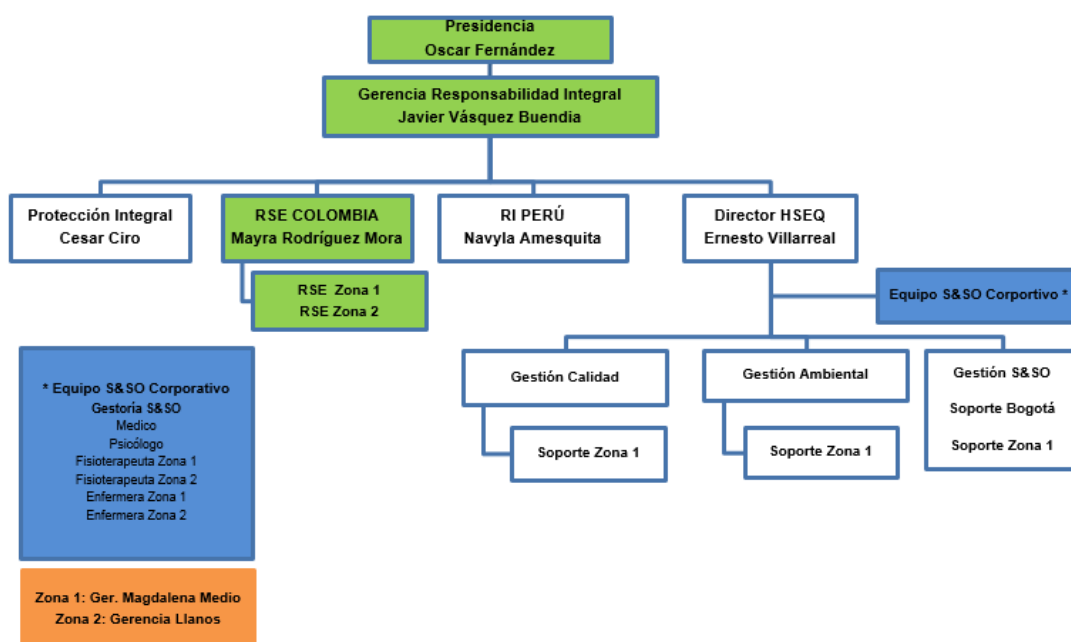 Presidencia
Oscar Fernández
Gerencia Responsabilidad Integral
Javier Vásquez Buendia
Protección Integral
Cesar Ciro
RSE COLOMBIA
Mayra Rodríguez Mora
RI PERÚ
Navyla Amesquita
Director HSEQ
Ernesto Villarreal
RSE Zona 1
RSE Zona 2
Equipo S&SO Corportivo *
Gestión Calidad
Gestión Ambiental
Gestión S&SO
Soporte Bogotá
Soporte Zona 1
Soporte Zona 1
Soporte Zona 1
* Equipo S&SO Corporativo
Gestoría S&SO
Medico
Psicólogo
Fisioterapeuta Zona 1
Fisioterapeuta Zona 2
Enfermera Zona 1
Enfermera Zona 2
Zona 1: Ger. Magdalena Medio
Zona 2: Gerencia Llanos